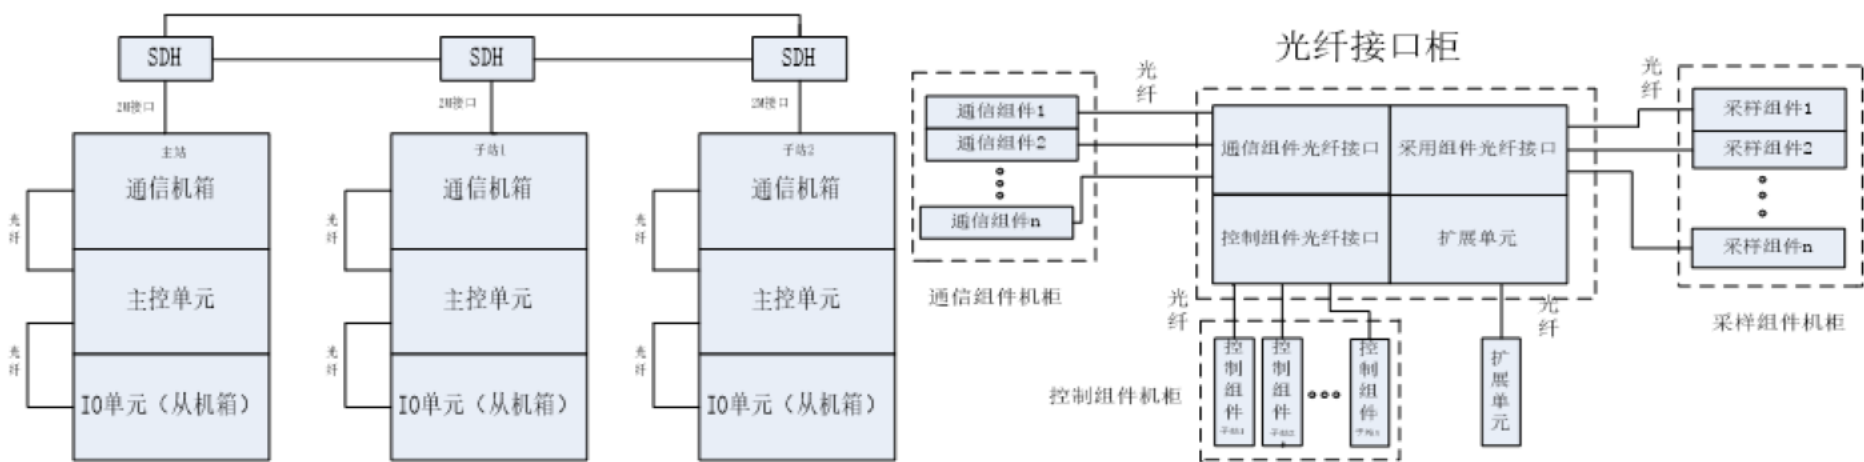 SDH
SDH
SDH
2M接口
2M接口
2M接口
主站
通信机箱
主控单元
IO单元（从机箱）
光纤
光纤
子站1
通信机箱
主控单元
IO单元（从机箱）
光纤
光纤
子站2
通信机箱
主控单元
IO单元（从机箱）
光纤
光纤
光纤接口柜
光纤
光纤
通信组件1
通信组件2
通信组件n
通信组件机柜
通信组件光纤接口
采用组件光纤接口
控制组件光纤接口
扩展单元
采样组件1
采样组件2
采样组件n
采样组件机柜
光纤
光纤
控制组件
子站1
控制组件
子站2
控制组件
子站n
控制组件机柜
扩展单元